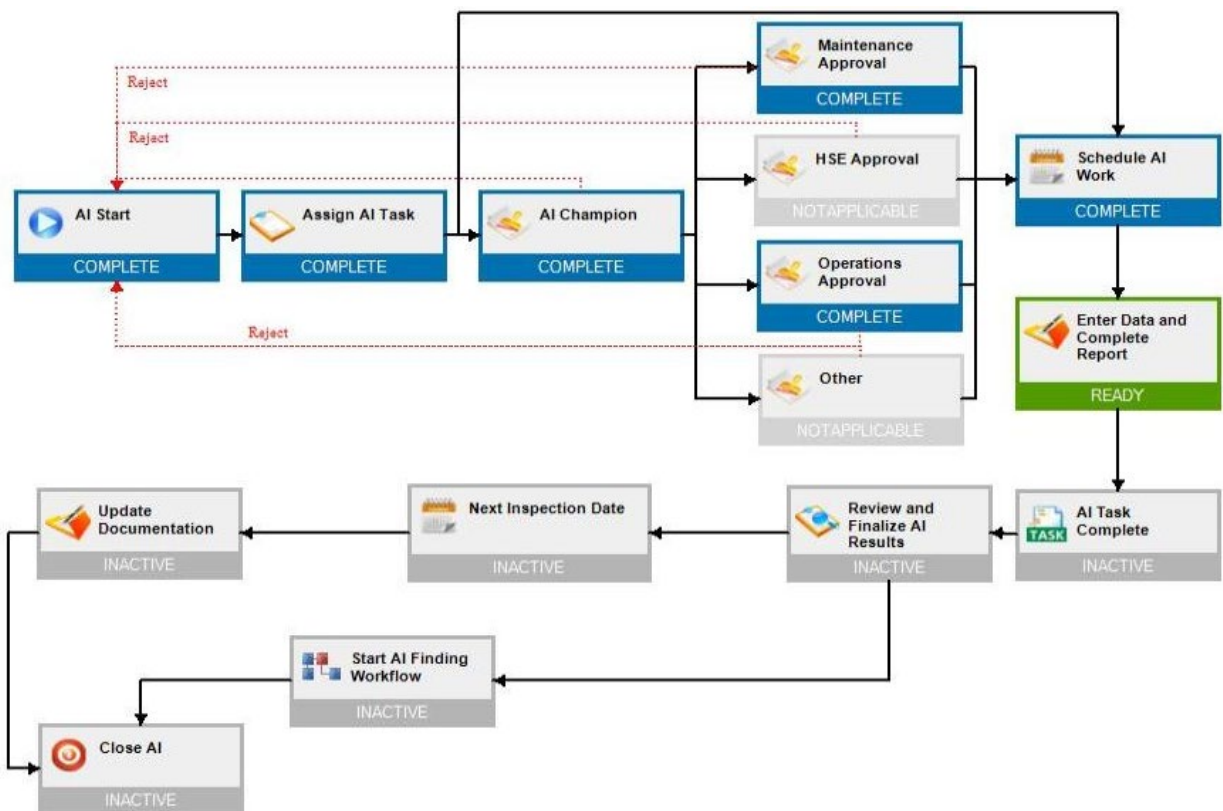 Maintenance
Approval
COMPLETE
Reject
Reject
HSE Approval
NOTAPPLICABLE
Schedule AI
Work
COMPLETE
AI Start
COMPLETE
Assign AI Task
COMPLETE
AI Champion
COMPLETE
Operations
Approval
COMPLETE
Reject
Enter Data and
Complete
Report
READY
Other
NOTAPPLICABLE
Update
Documentation
INACTIVE
Next Inspection Date
INACTIVE
Review and
Finalize AI
Results
INACTIVE
TASK
AI Task
Complete
INACTIVE
Start AI Finding
Workflow
INACTIVE
Close AI
INACTIVE